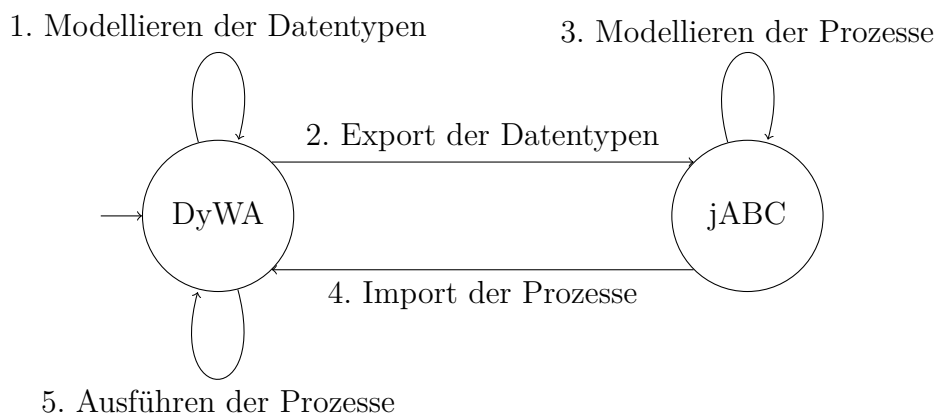 1. Modellieren der Datentypen
3. Modellieren der Prozesse
2. Export der Datentypen
DyWA
jABC
4. Import der Prozesse
5. Ausführen der Prozesse